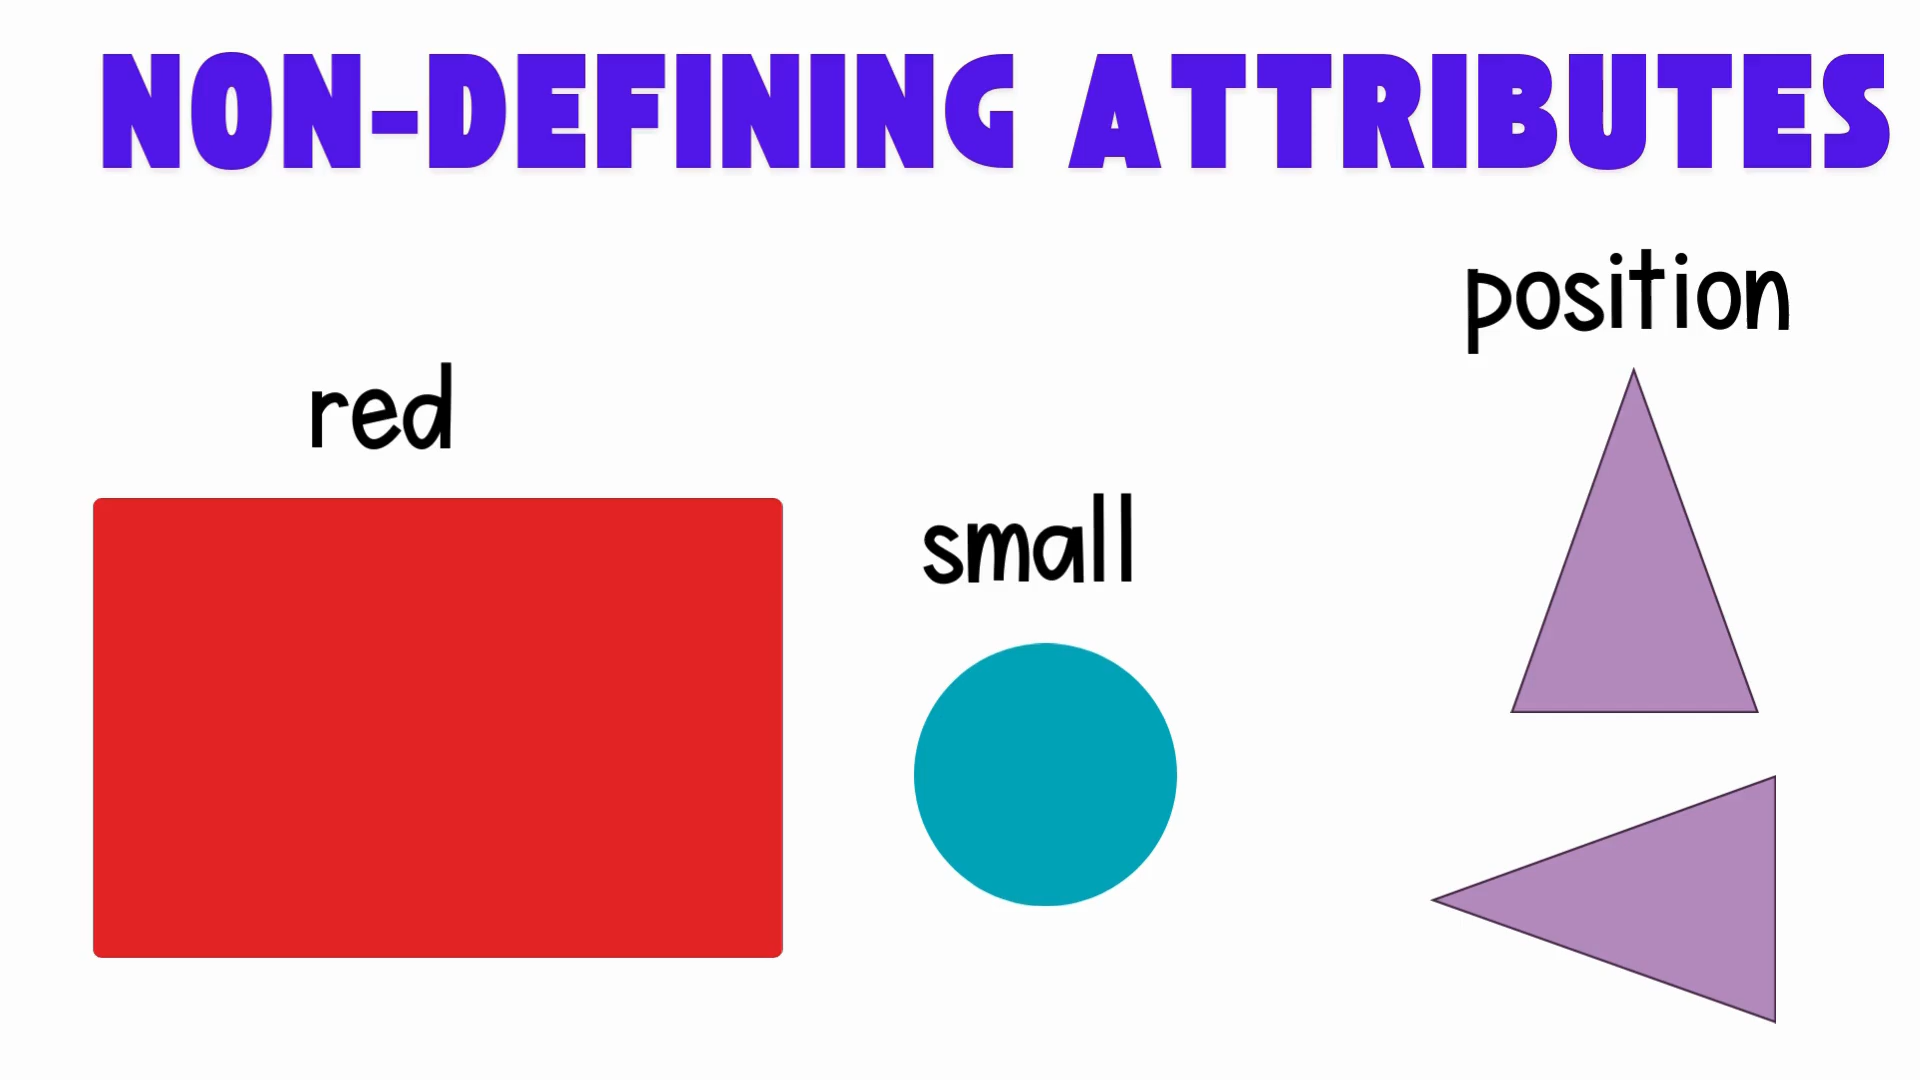 NON-DEFINING ATTRIBUTES
position
red
small